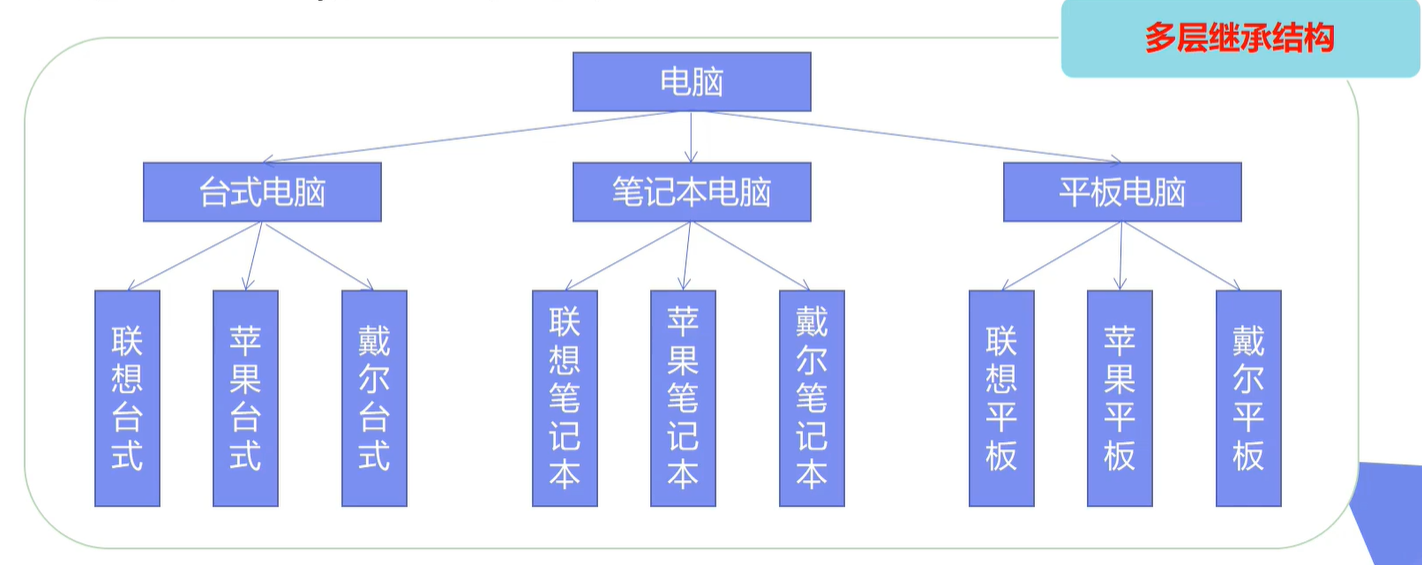 多层继承结构
电脑
台式电脑
笔记本电脑
平板电脑
联想台式
苹果台式
戴尔台式
联想笔记本
苹果笔记本
戴尔笔记本
联想平板
苹果平板
戴尔平板